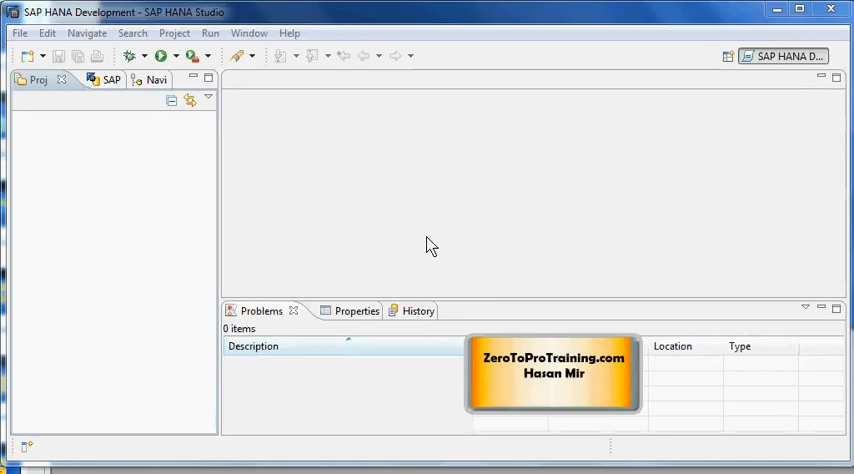 SAP HANA Development - SAP HANA Studio
File Edit Navigate Search Project Run Window Help
SAP HANA D...
Proj SAP Navi
Problems Properties History
0 items
Description Location Type
ZeroToProTraining.com
Hasan Mir